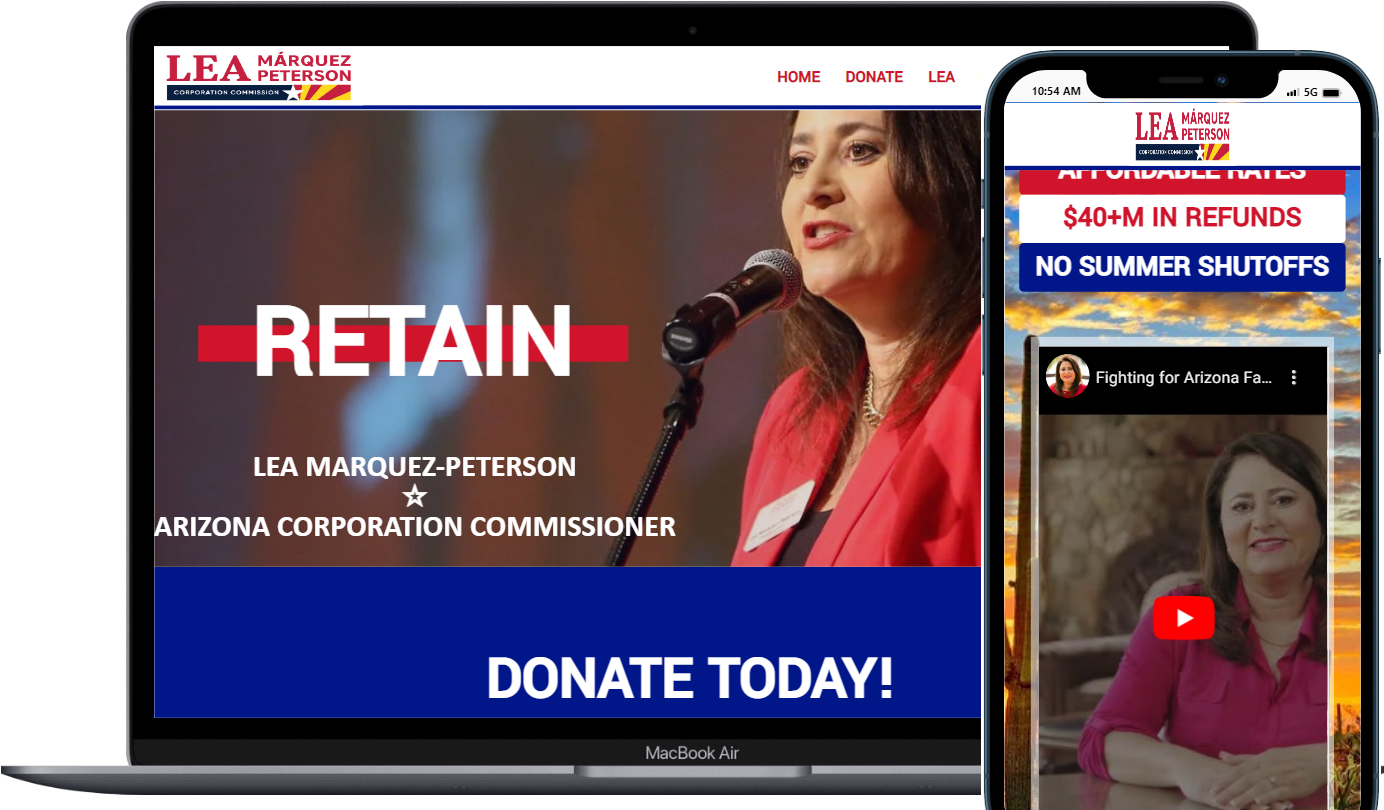 LEA MÁRQUEZ
PETERSON
CORPORATION COMMISSION
HOME DONATE LEA
RETAIN
LEA MARQUEZ-PETERSON
ARIZONA CORPORATION COMMISSIONER
DONATE TODAY!
MacBook Air
10:54 AM 5G
LEA MÁRQUEZ
PETERSON
CORPORATION COMMISSION
AFFORDABLE RATES
$40+M IN REFUNDS
NO SUMMER SHUTOFFS
Fighting for Arizona Fa...